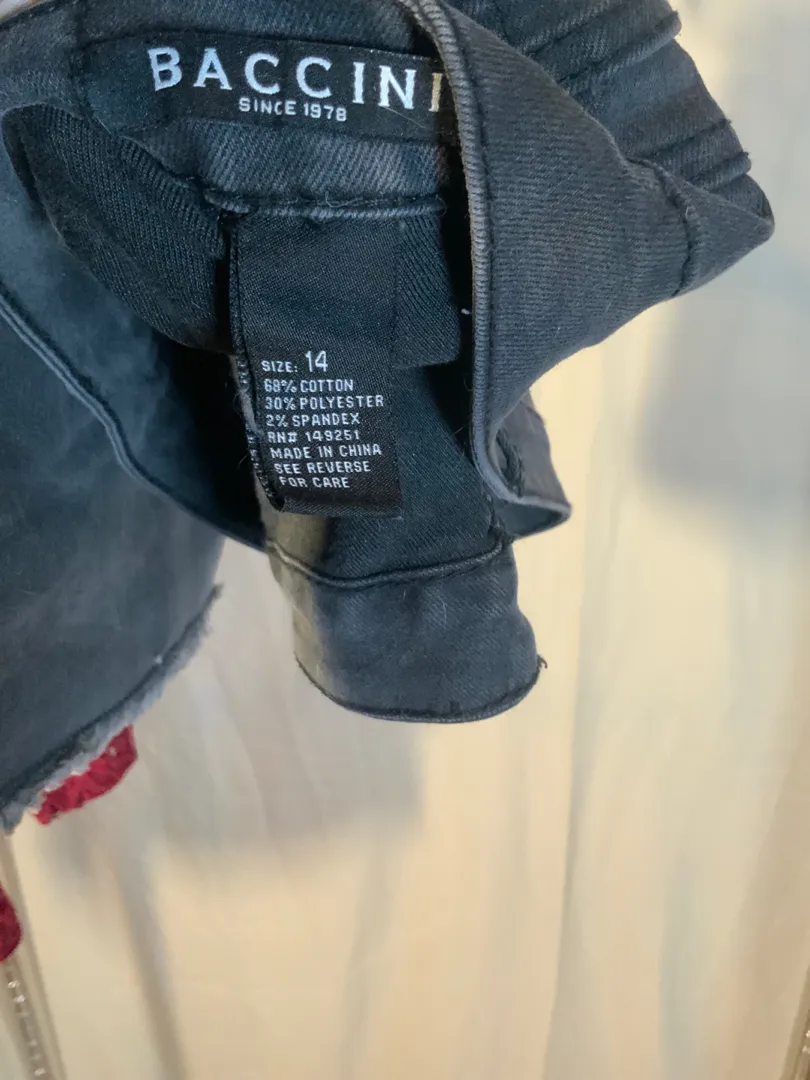 BACCINI
SINCE 1978
SIZE: 14
68% COTTON
30% POLYESTER
2% SPANDEX
RN# 149251
MADE IN CHINA
SEE REVERSE
FOR CARE